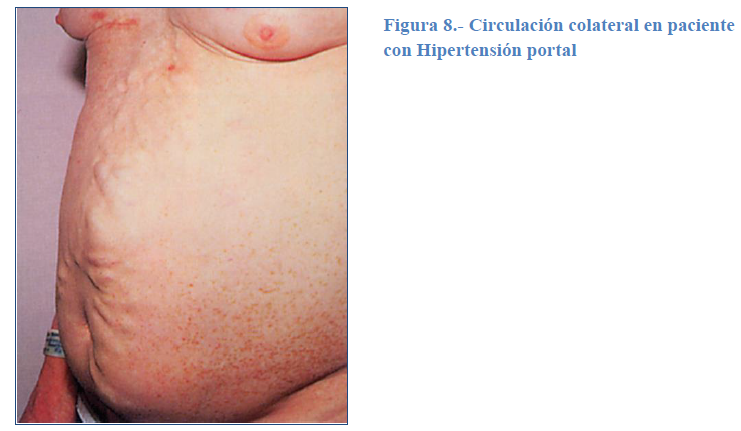 Figura 8.- Circulación colateral en paciente
con Hipertensión portal